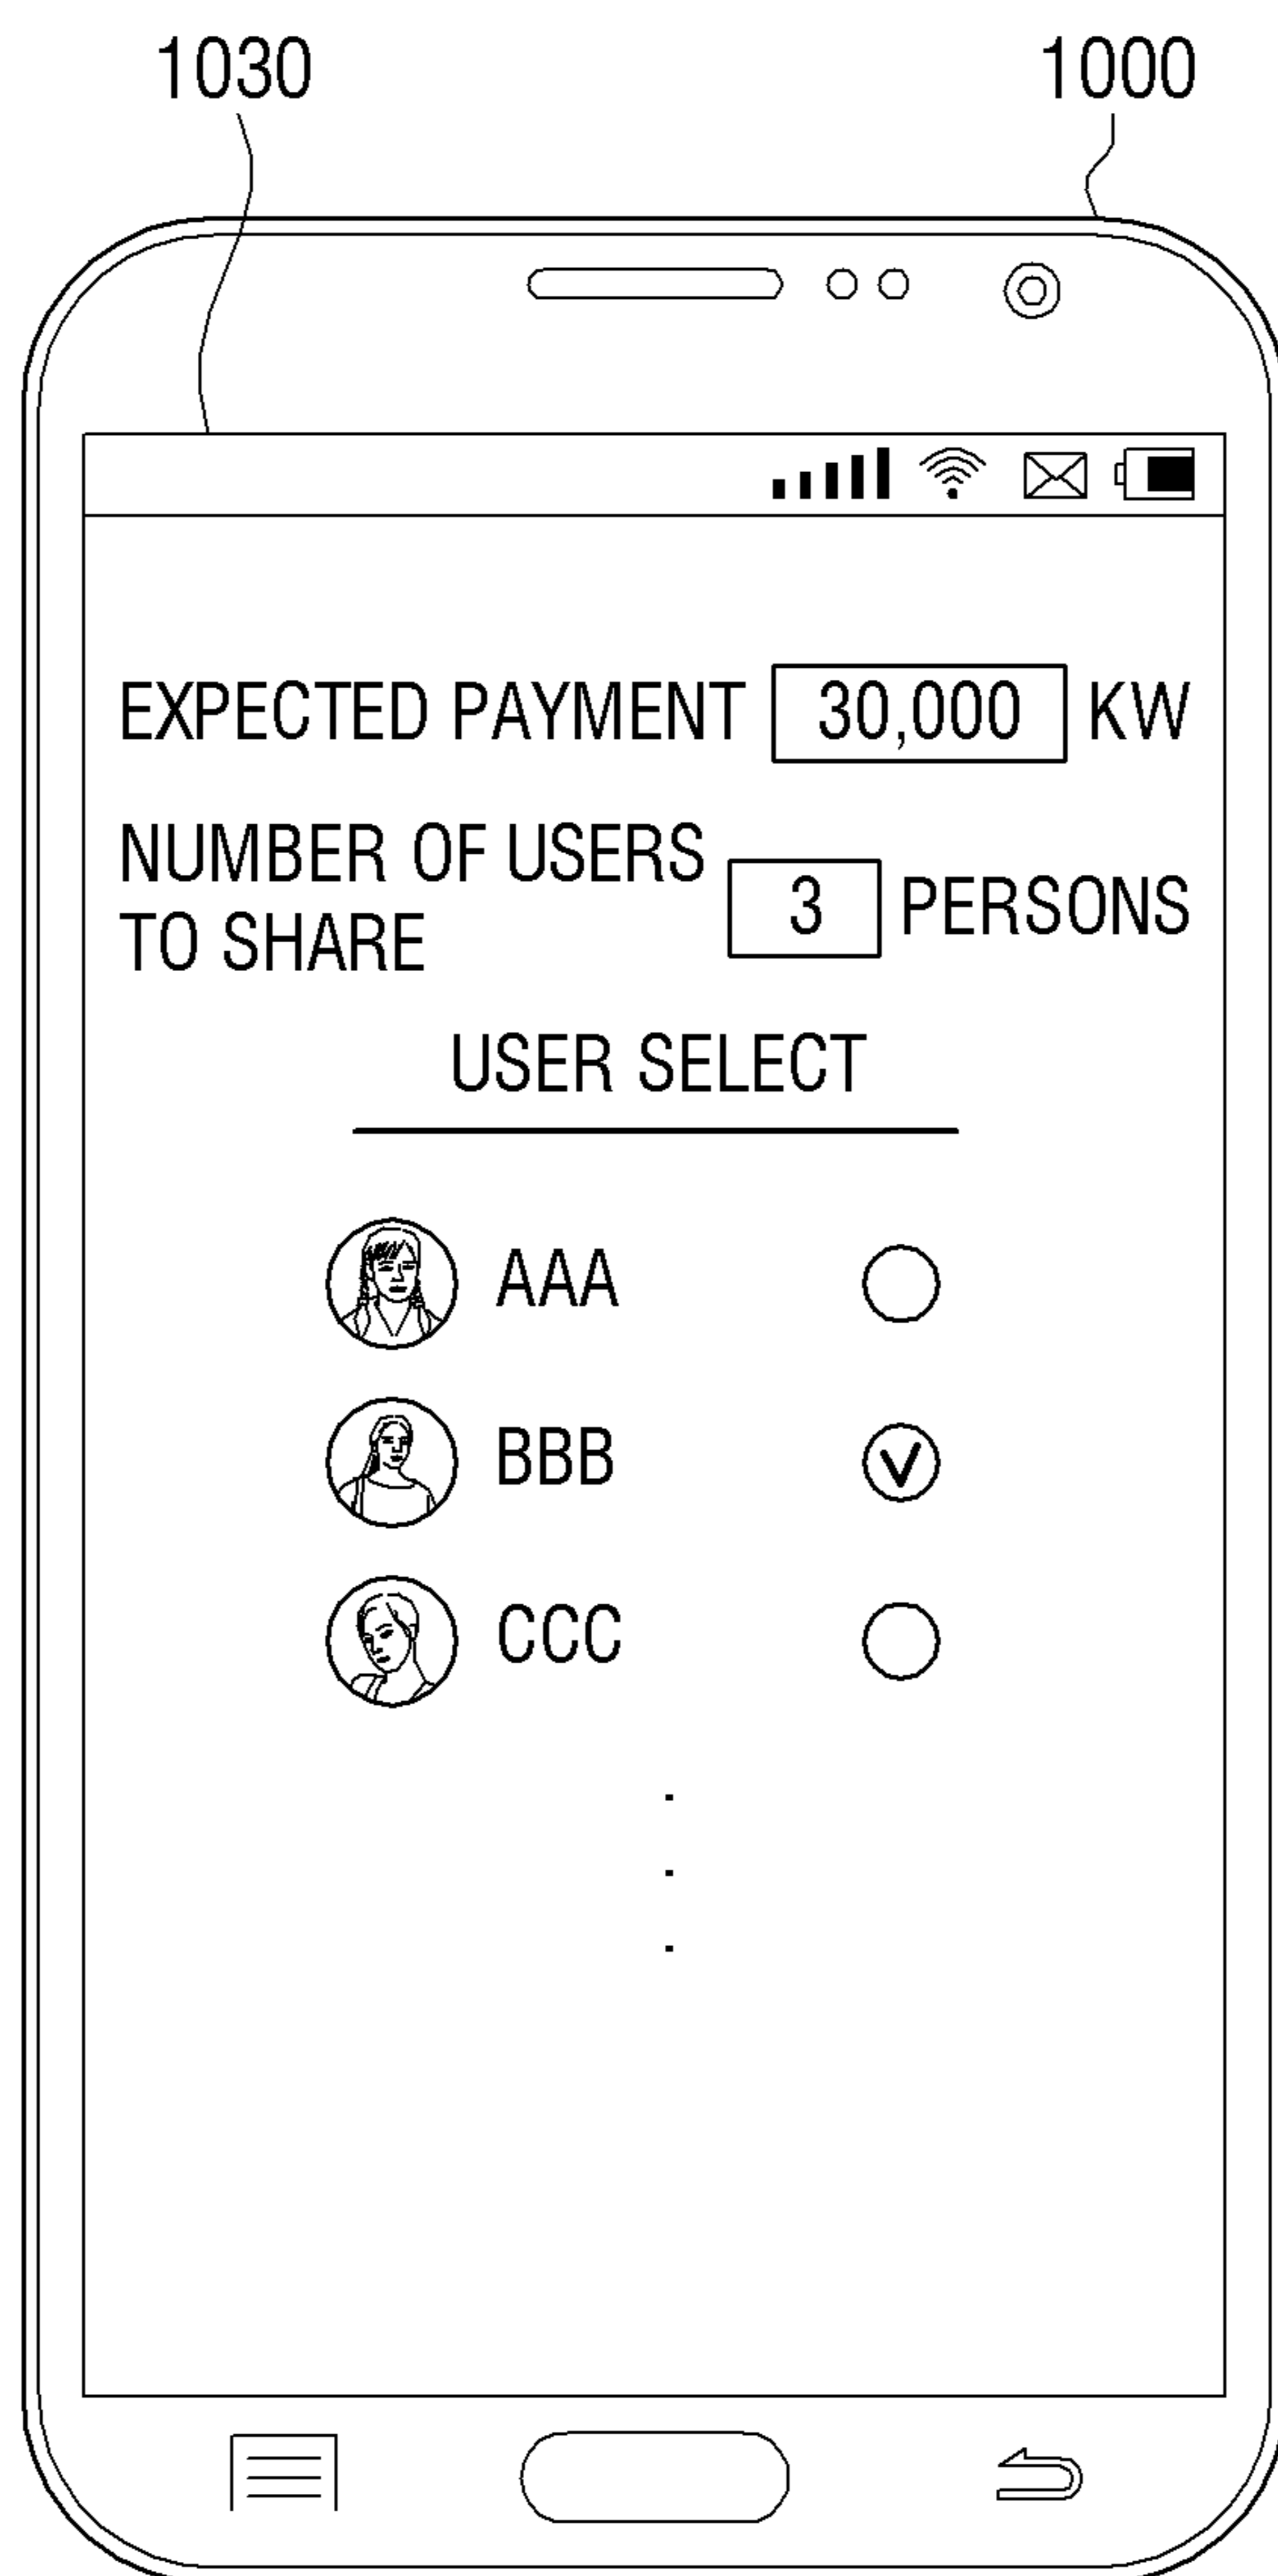 1030 1000
EXPECTED PAYMENT 30,000 KW
NUMBER OF USERS
TO SHARE 3 PERSONS
USER SELECT
AAA
BBB
CCC